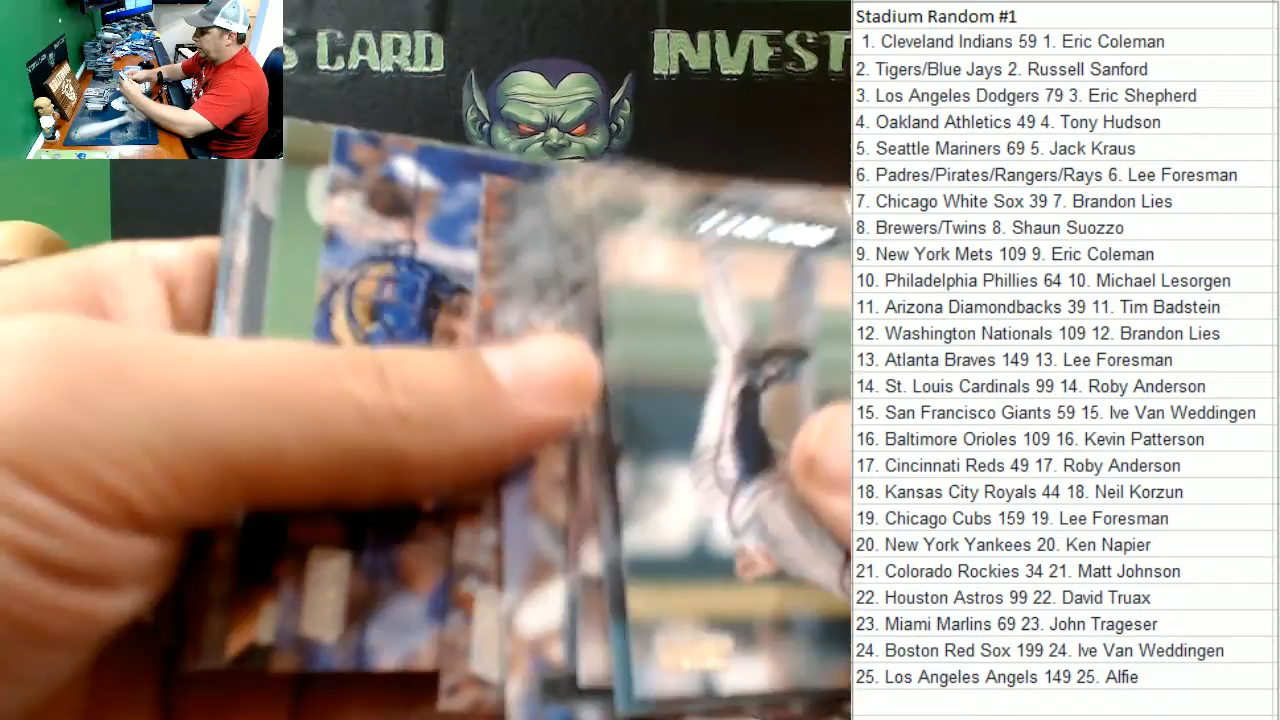 S CARD INVEST
Stadium Random #1
1. Cleveland Indians 59 1. Eric Coleman
2. Tigers/Blue Jays 2. Russell Sanford
3. Los Angeles Dodgers 79 3. Eric Shepherd
4. Oakland Athletics 49 4. Tony Hudson
5. Seattle Mariners 69 5. Jack Kraus
6. Padres/Pirates/Rangers/Rays 6. Lee Foresman
7. Chicago White Sox 39 7. Brandon Lies
8. Brewers/Twins 8. Shaun Suozzo
9. New York Mets 109 9. Eric Coleman
10. Philadelphia Phillies 64 10. Michael Lesorgen
11. Arizona Diamondbacks 39 11. Tim Badstein
12. Washington Nationals 109 12. Brandon Lies
13. Atlanta Braves 149 13. Lee Foresman
14. St. Louis Cardinals 99 14. Roby Anderson
15. San Francisco Giants 59 15. Ive Van Weddingen
16. Baltimore Orioles 109 16. Kevin Patterson
17. Cincinnati Reds 49 17. Roby Anderson
18. Kansas City Royals 44 18. Neil Korzun
19. Chicago Cubs 159 19. Lee Foresman
20. New York Yankees 20. Ken Napier
21. Colorado Rockies 34 21. Matt Johnson
22. Houston Astros 99 22. David Truax
23. Miami Marlins 69 23. John Trageser
24. Boston Red Sox 199 24. Ive Van Weddingen
25. Los Angeles Angels 149 25. Alfie